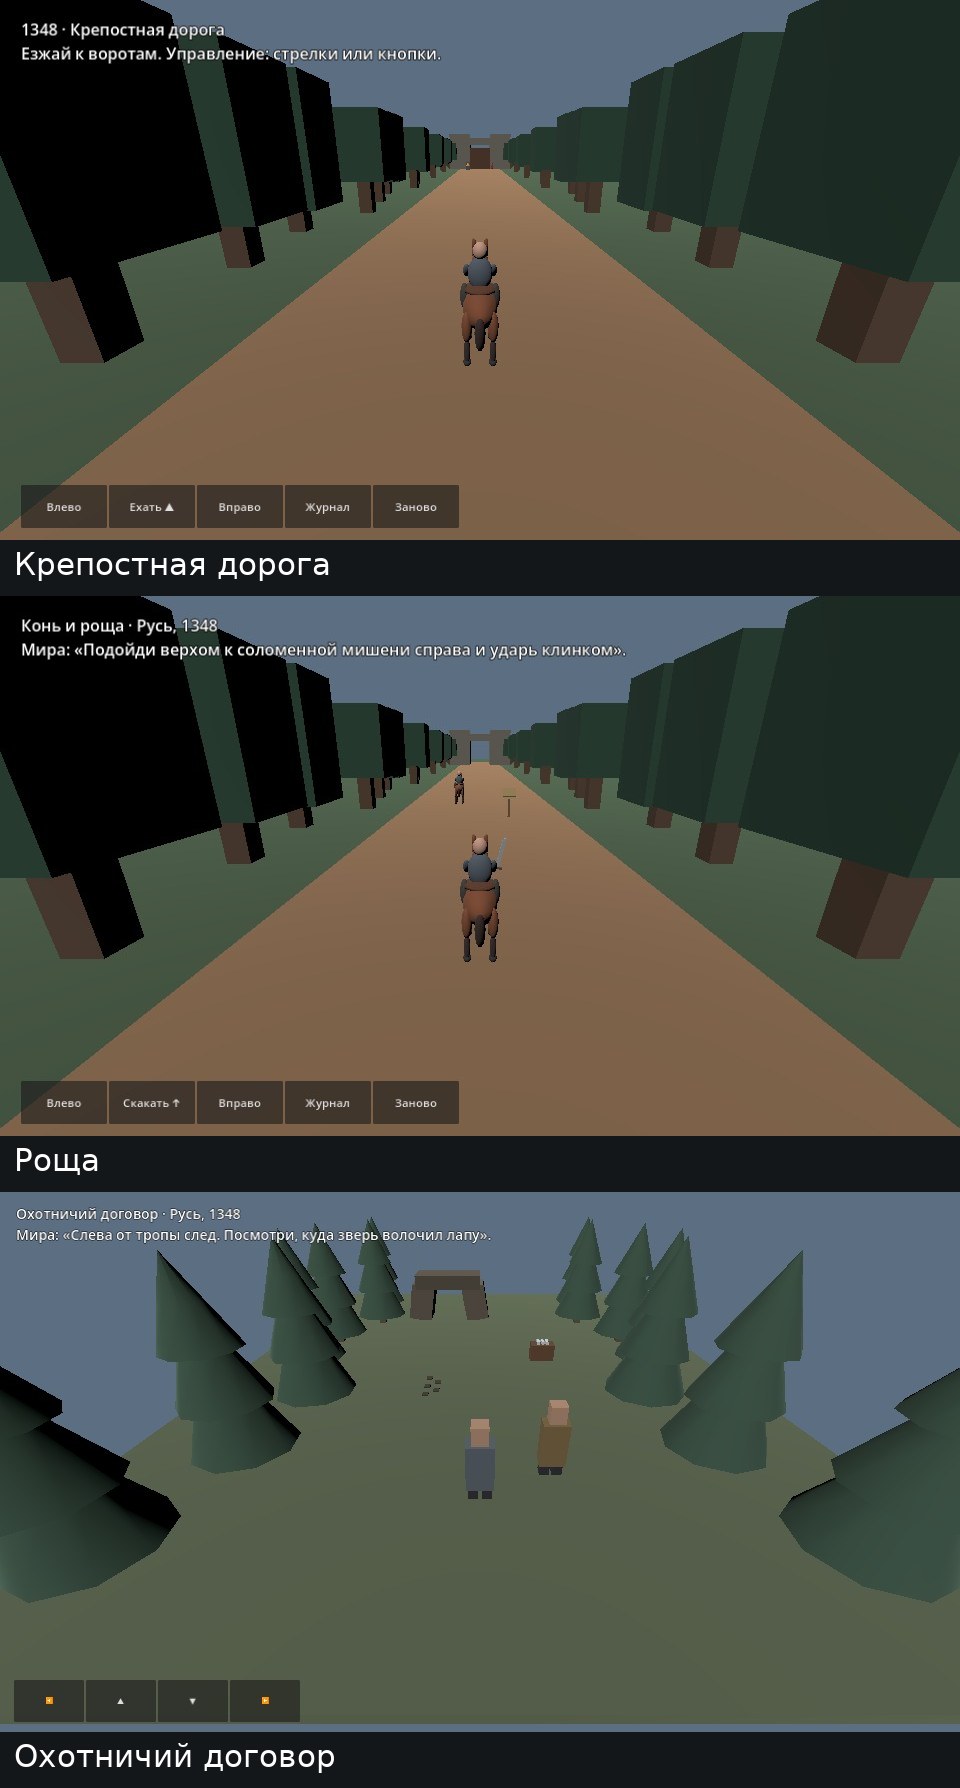 1348 · Крепостная дорога
Езжай к воротам. Управление: стрелки или кнопки.
Влево
Ехать ▲
Вправо
Журнал
Заново
Крепостная дорога
Конь и роща · Русь, 1348
Мира: «Подойди верхом к соломенной мишени справа и ударь клинком».
Влево
Скакать ↑
Вправо
Журнал
Заново
Роща
Охотничий договор · Русь, 1348
Мира: «Слева от тропы след. Посмотри, куда зверь волочил лапу».
Охотничий договор